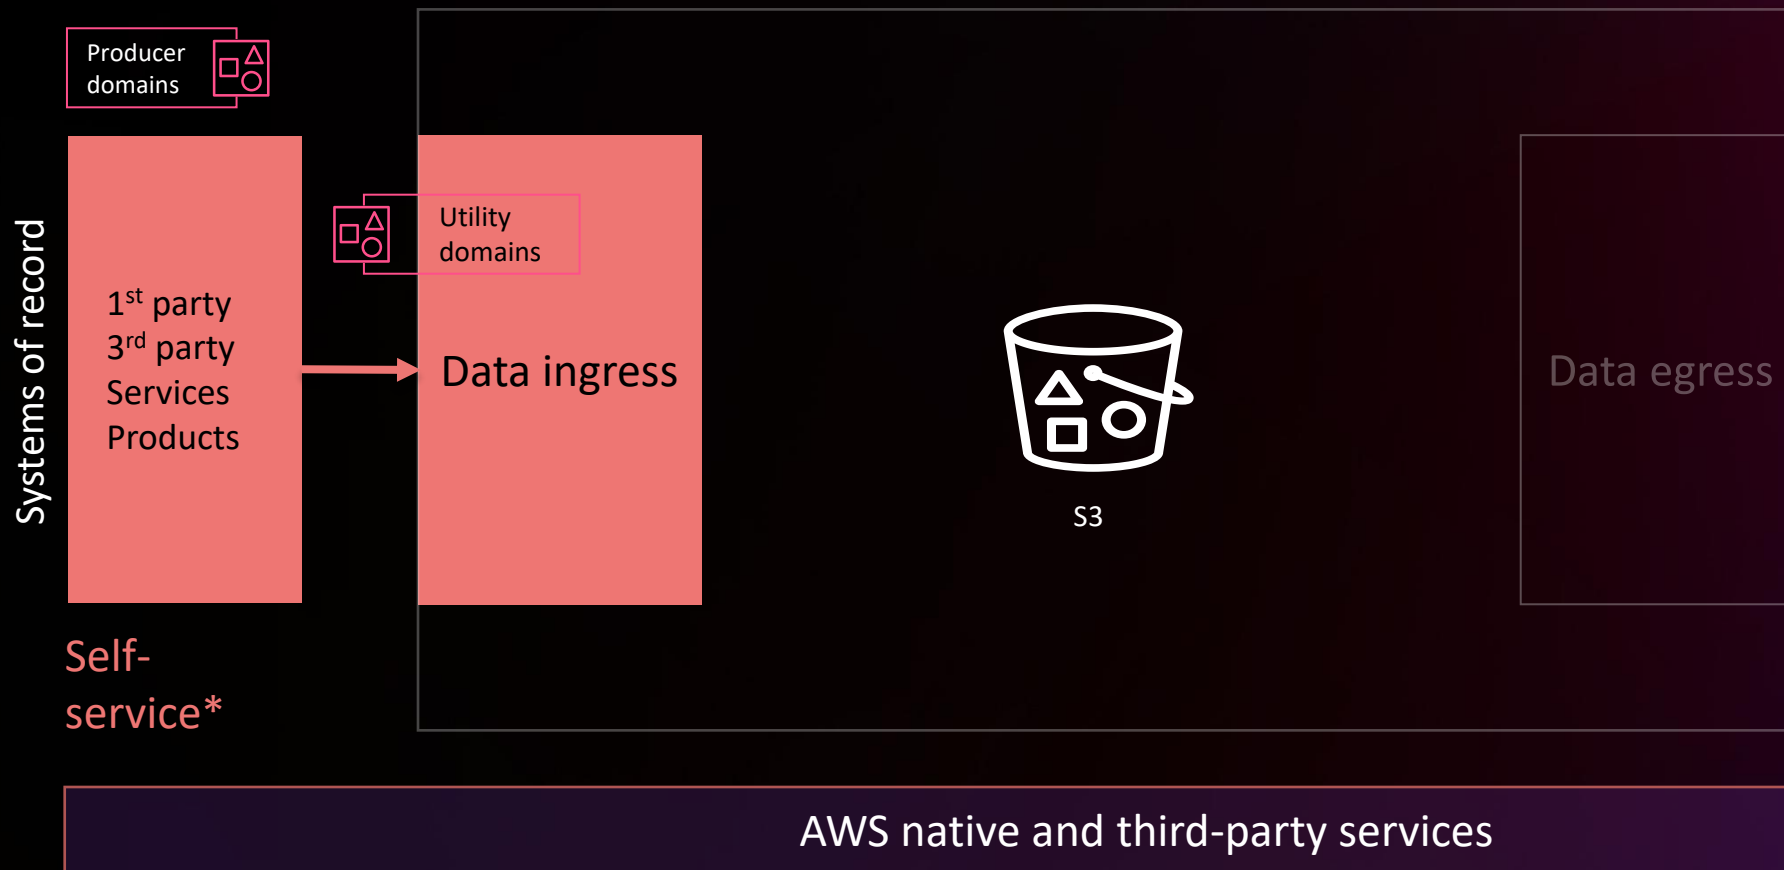 Producer
domains
Systems of record
1st party
3rd party
Services
Products
Utility
domains
Data ingress
S3
Data egress
Self-
service*
AWS native and third-party services